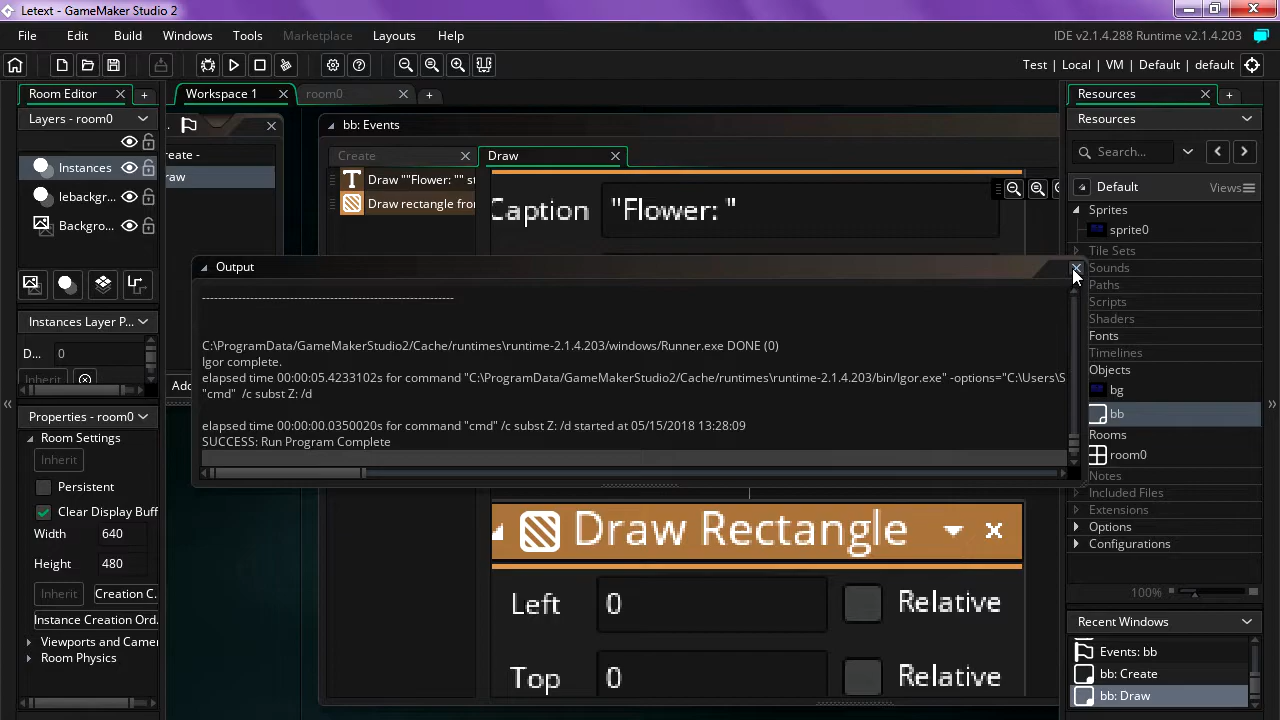 Letext - GameMaker Studio 2
File Edit Build Windows Tools Marketplace Layouts Help
IDE v2.1.4.288 Runtime v2.1.4.203
Test | Local | VM | Default | default
Room Editor
Layers - room0
Instances
lebackgr...
Backgro...
Instances Layer P...
D... 0
Inherit
Properties - room0
Room Settings
Inherit
Persistent
Clear Display Buff
Width 640
Height 480
Inherit Creation C...
Instance Creation Ord...
Viewports and Camer
Room Physics
Workspace 1
room0
reate -
raw
Add
bb: Events
Create
Draw
Draw ""Flower: "" st
Draw rectangle from
Caption "Flower: "
Output
---------------------------------------------------------------
C:\ProgramData/GameMakerStudio2/Cache/runtimes\runtime-2.1.4.203/windows/Runner.exe DONE (0)
Igor complete.
elapsed time 00:00:05.4233102s for command "C:\ProgramData/GameMakerStudio2/Cache/runtimes\runtime-2.1.4.203/bin/Igor.exe" -options="C:\Users\S
"cmd" /c subst Z: /d
elapsed time 00:00:00.0350020s for command "cmd" /c subst Z: /d started at 05/15/2018 13:28:09
SUCCESS: Run Program Complete
Draw Rectangle
Left 0 Relative
Top 0 Relative
Resources
Resources
Search...
Default Views
Sprites
sprite0
Tile Sets
Sounds
Paths
Scripts
Shaders
Fonts
Timelines
Objects
bg
bb
Rooms
room0
Notes
Included Files
Extensions
Options
Configurations
100%
Recent Windows
Events: bb
bb: Create
bb: Draw